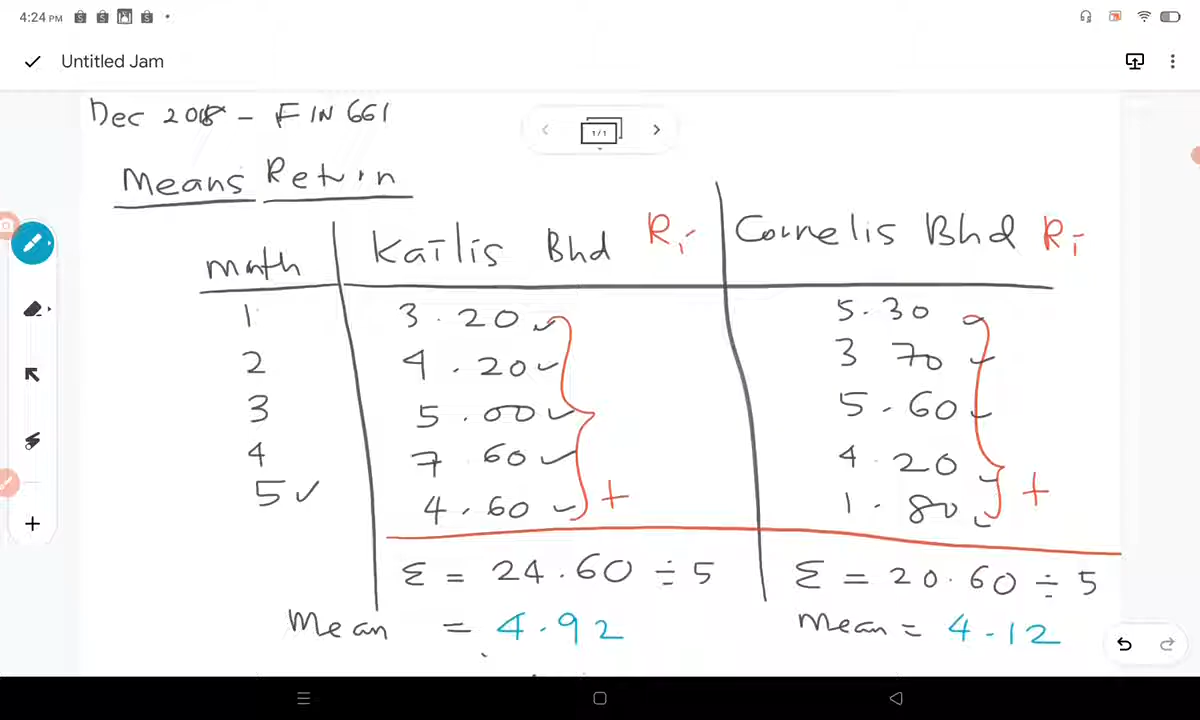 4:24 PM
Untitled Jam
Dec 2018 - FIN 661
1/1
Means Return
Month Kailis Bhd Ri Cornelis Bhd Ri
1 3.20 5.30
2 4.20 3 70
3 5.00 5.60
4 7 60 4.20
5 ✓ 4.60 + 1.80 +
Σ = 24.60 ÷ 5 Σ = 20.60 ÷ 5
Mean = 4.92 Mean = 4.12